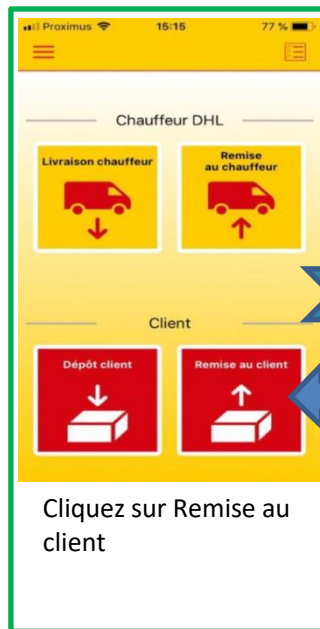 Proximus 15:15 77 %
Chauffeur DHL
Livraison chauffeur
Remise
au chauffeur
Client
Dépôt client
Remise au client
Cliquez sur Remise au
client